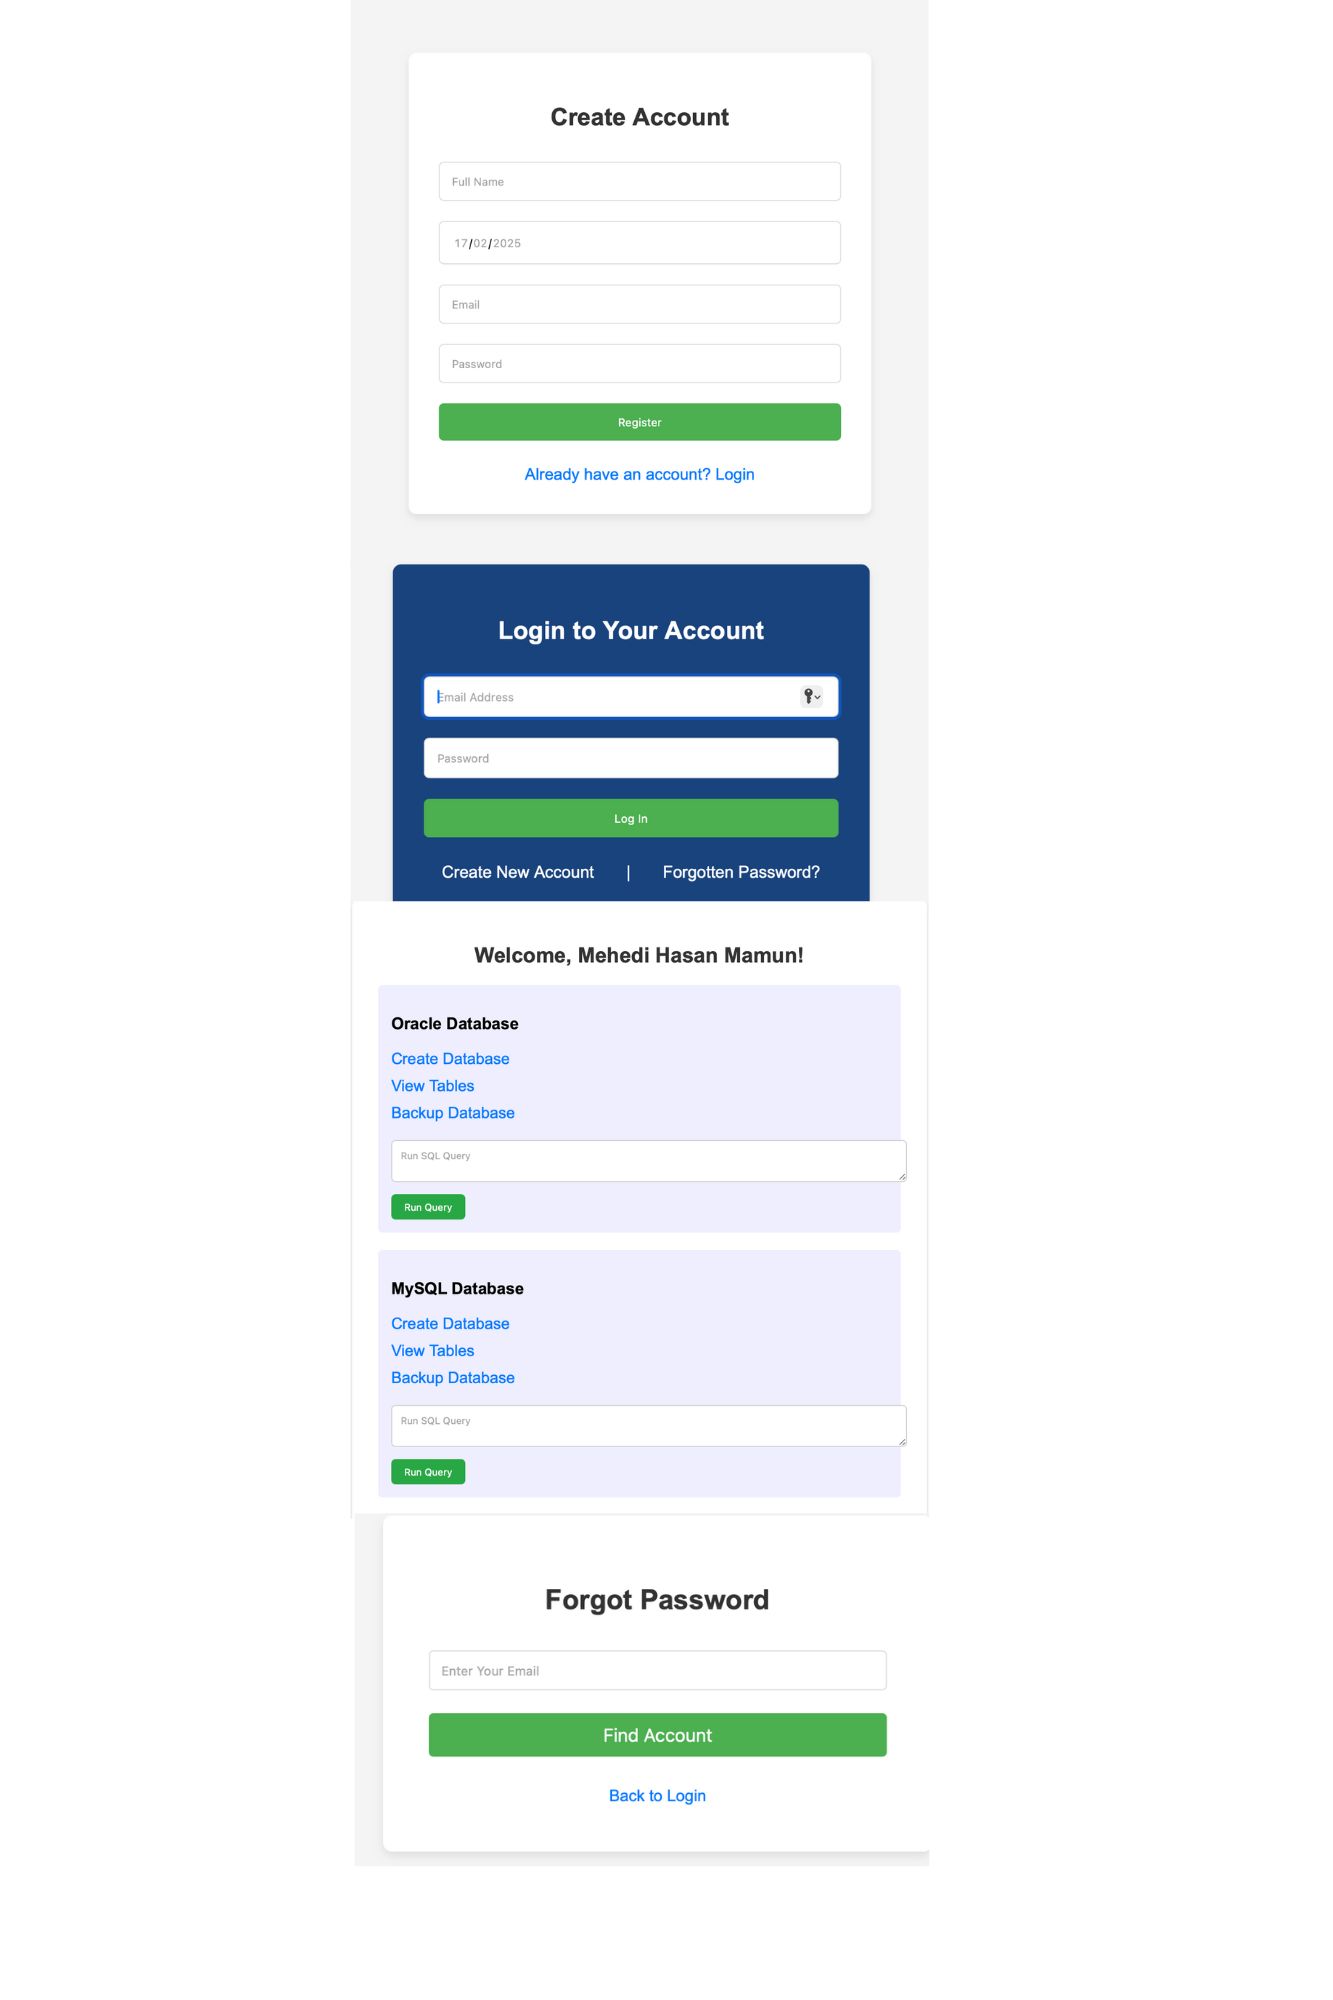 Create Account
Full Name
17/02/2025
Email
Password
Register
Already have an account? Login
Login to Your Account
Email Address
Password
Log In
Create New Account | Forgotten Password?
Welcome, Mehedi Hasan Mamun!
Oracle Database
Create Database
View Tables
Backup Database
Run SQL Query
Run Query
MySQL Database
Create Database
View Tables
Backup Database
Run SQL Query
Run Query
Forgot Password
Enter Your Email
Find Account
Back to Login